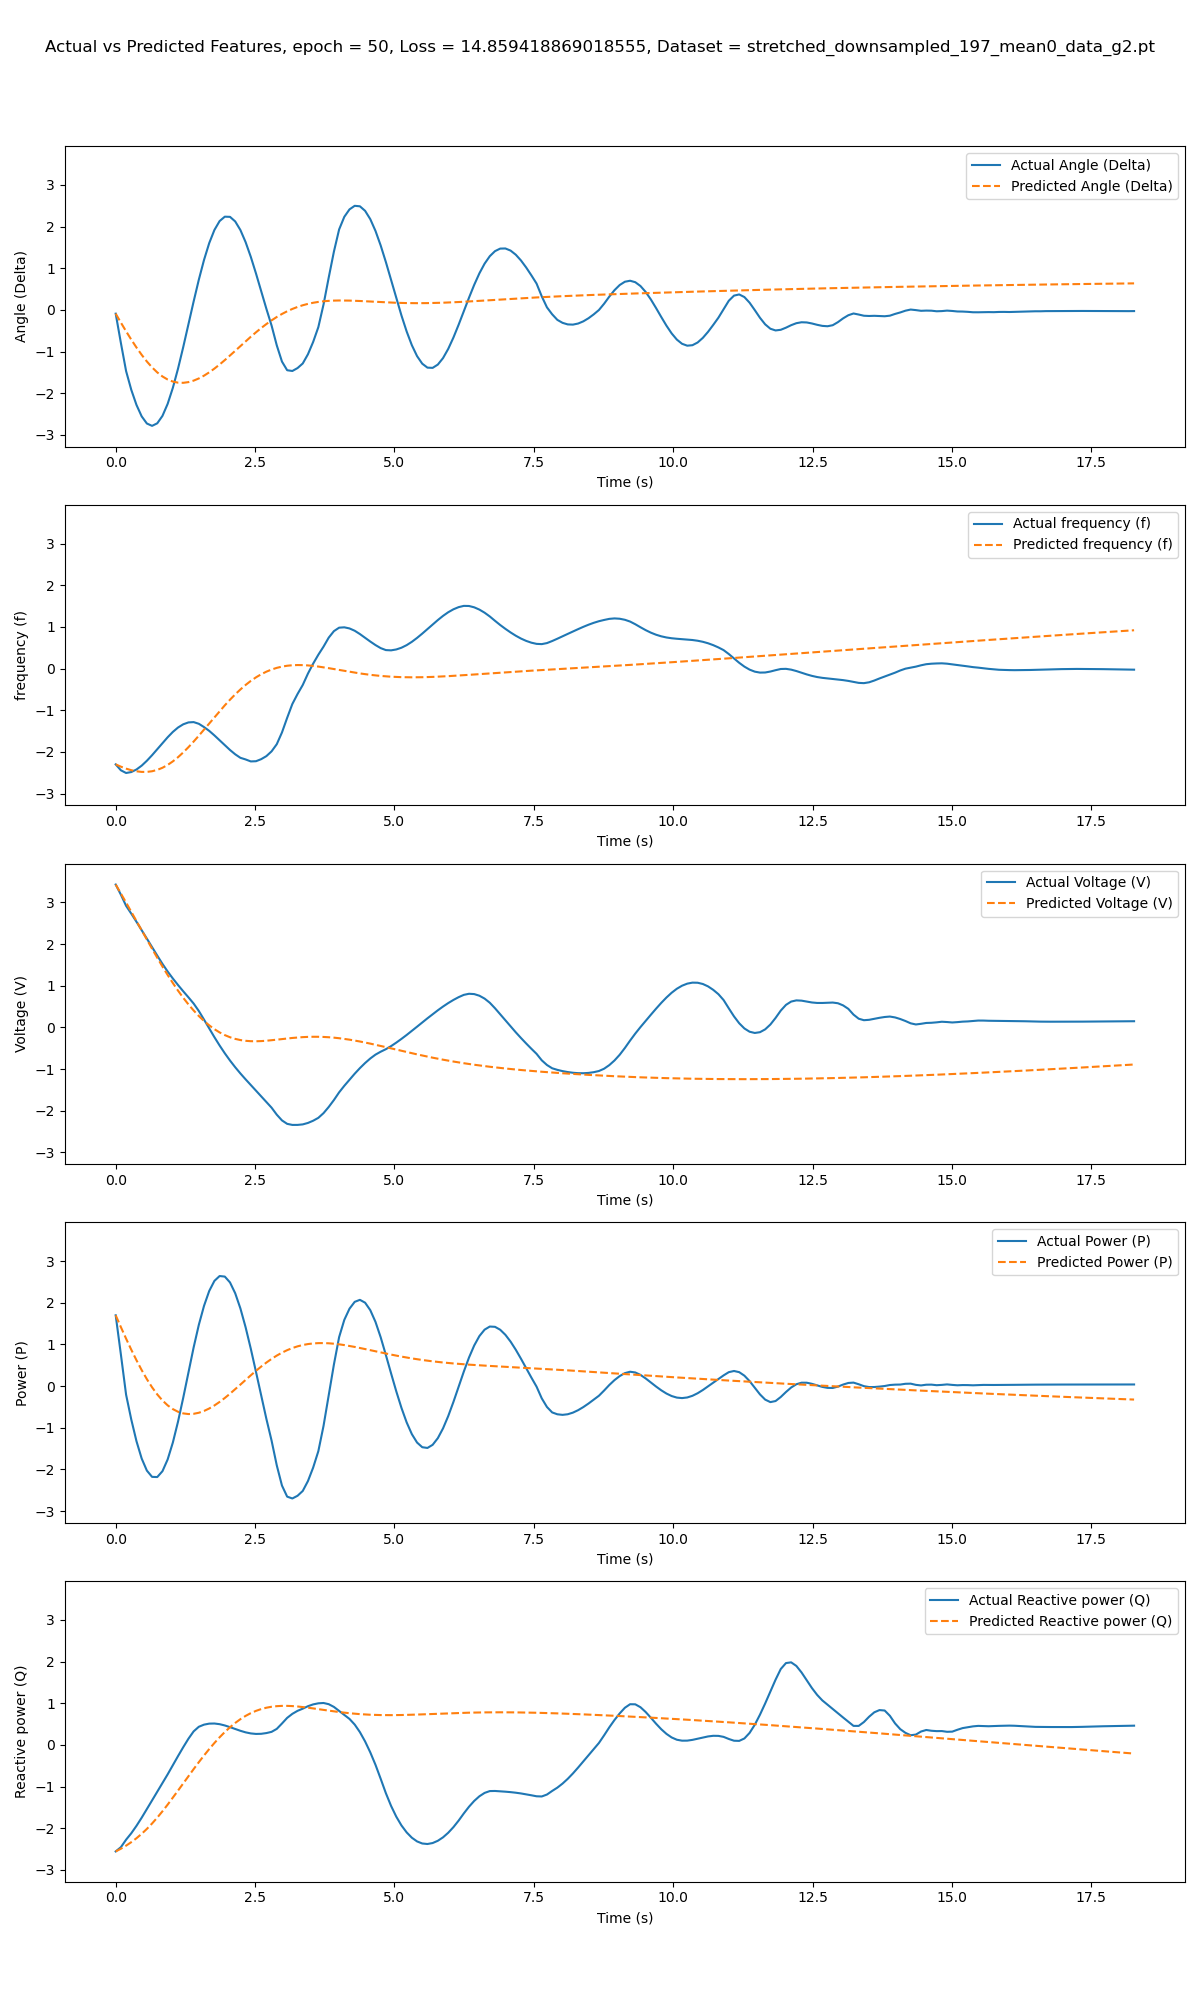 Actual vs Predicted Features, epoch = 50, Loss = 14.859418869018555, Dataset = stretched_downsampled_197_mean0_data_g2.pt
Actual Angle (Delta)
Predicted Angle (Delta)
Angle (Delta)
3
2
1
0
−1
−2
−3
0.0 2.5 5.0 7.5 10.0 12.5 15.0 17.5
Time (s)
Actual frequency (f)
Predicted frequency (f)
frequency (f)
3
2
1
0
−1
−2
−3
0.0 2.5 5.0 7.5 10.0 12.5 15.0 17.5
Time (s)
Actual Voltage (V)
Predicted Voltage (V)
Voltage (V)
3
2
1
0
−1
−2
−3
0.0 2.5 5.0 7.5 10.0 12.5 15.0 17.5
Time (s)
Actual Power (P)
Predicted Power (P)
Power (P)
3
2
1
0
−1
−2
−3
0.0 2.5 5.0 7.5 10.0 12.5 15.0 17.5
Time (s)
Actual Reactive power (Q)
Predicted Reactive power (Q)
Reactive power (Q)
3
2
1
0
−1
−2
−3
0.0 2.5 5.0 7.5 10.0 12.5 15.0 17.5
Time (s)